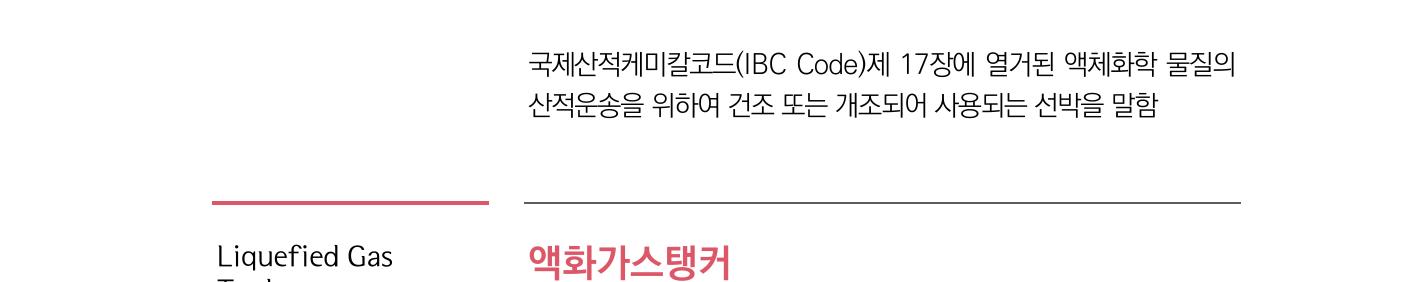 국제산적케미칼코드(IBC Code)제 17장에 열거된 액체화학 물질의
산적운송을 위하여 건조 또는 개조되어 사용되는 선박을 말함
Liquefied Gas
액화가스탱커